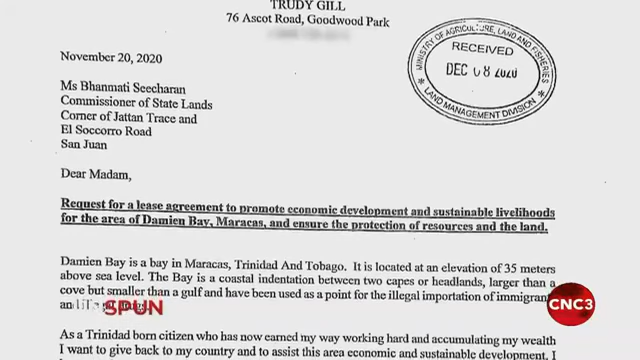 TRUDY GILL
76 Ascot Road, Goodwood Park
November 20, 2020
MINISTRY OF AGRICULTURE, LAND AND FISHERIES
RECEIVED
DEC 08 2020
* LAND MANAGEMENT DIVISION *
Ms Bhanmati Seecharan
Commissioner of State Lands
Corner of Jattan Trace and
El Soccorro Road
San Juan
Dear Madam,
Request for a lease agreement to promote economic development and sustainable livelihoods
for the area of Damien Bay, Maracas, and ensure the protection of resources and the land.
Damien Bay is a bay in Maracas, Trinidad And Tobago. It is located at an elevation of 35 meters
above sea level. The Bay is a coastal indentation between two capes or headlands, larger than a
cove but smaller than a gulf and have been used as a point for the illegal importation of immigrants
SPUN
CNC3
As a Trinidad born citizen who has now earned my way working hard and accumulating my wealth
I want to give back to my country and to assist this area economic and sustainable development. I